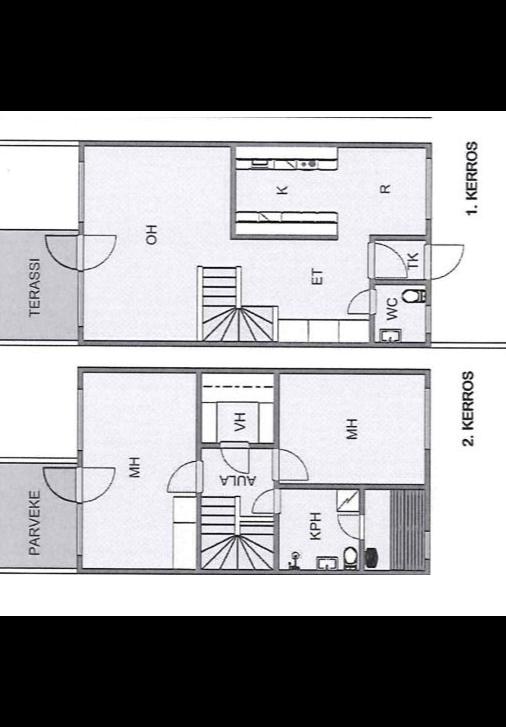 1. KERROS
TERASSI
OH
K
R
ET
TK
WC
2. KERROS
PARVEKE
MH
VH
AULA
MH
KPH